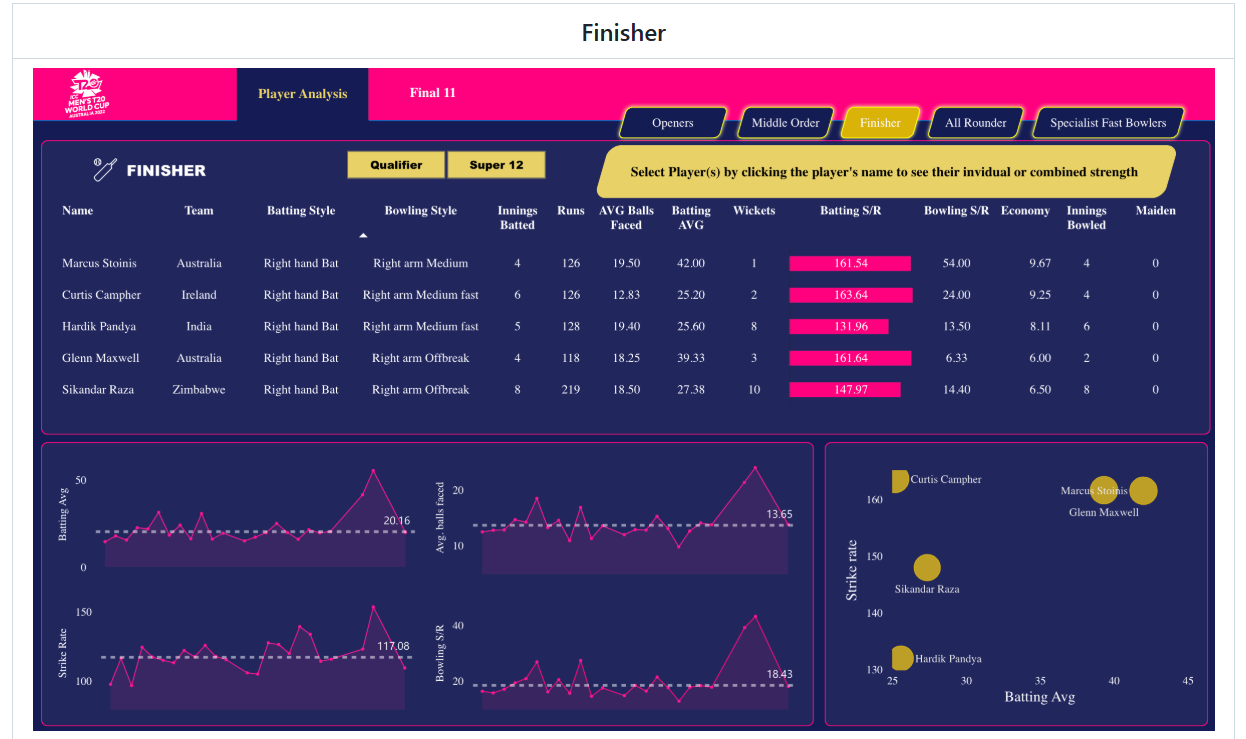 Finisher
ICC
MEN'S T20
WORLD CUP
AUSTRALIA 2022
Player Analysis
Final 11
Openers
Middle Order
Finisher
All Rounder
Specialist Fast Bowlers
FINISHER
Qualifier
Super 12
Select Player(s) by clicking the player's name to see their invidual or combined strength
Name Team Batting Style Bowling Style Innings Batted Runs AVG Balls Faced Batting AVG Wickets Batting S/R Bowling S/R Economy Innings Bowled Maiden
Marcus Stoinis Australia Right hand Bat Right arm Medium 4 126 19.50 42.00 1 161.54 54.00 9.67 4 0
Curtis Campher Ireland Right hand Bat Right arm Medium fast 6 126 12.83 25.20 2 163.64 24.00 9.25 4 0
Hardik Pandya India Right hand Bat Right arm Medium fast 5 128 19.40 25.60 8 131.96 13.50 8.11 6 0
Glenn Maxwell Australia Right hand Bat Right arm Offbreak 4 118 18.25 39.33 3 161.64 6.33 6.00 2 0
Sikandar Raza Zimbabwe Right hand Bat Right arm Offbreak 8 219 18.50 27.38 10 147.97 14.40 6.50 8 0
Batting Avg
50
0
20.16
Avg. balls faced
20
10
13.65
Strike Rate
150
100
117.08
Bowling S/R
40
20
18.43
Strike rate
160
150
140
130
Curtis Campher
Marcus Stoinis
Glenn Maxwell
Sikandar Raza
Hardik Pandya
25 30 35 40 45
Batting Avg